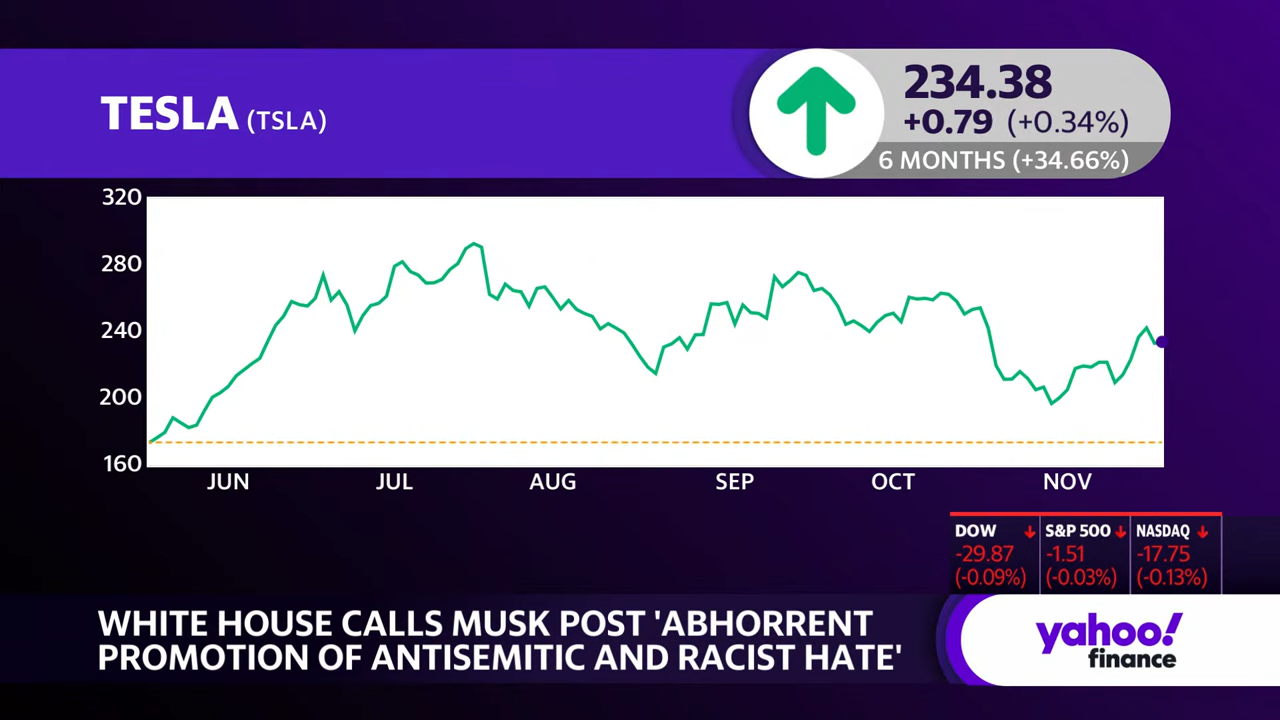 TESLA (TSLA)
234.38
+0.79 (+0.34%)
6 MONTHS (+34.66%)
320
280
240
200
160
JUN JUL AUG SEP OCT NOV
DOW S&P 500 NASDAQ
-29.87 -1.51 -17.75
(-0.09%) (-0.03%) (-0.13%)
WHITE HOUSE CALLS MUSK POST 'ABHORRENT
PROMOTION OF ANTISEMITIC AND RACIST HATE'
yahoo!
finance